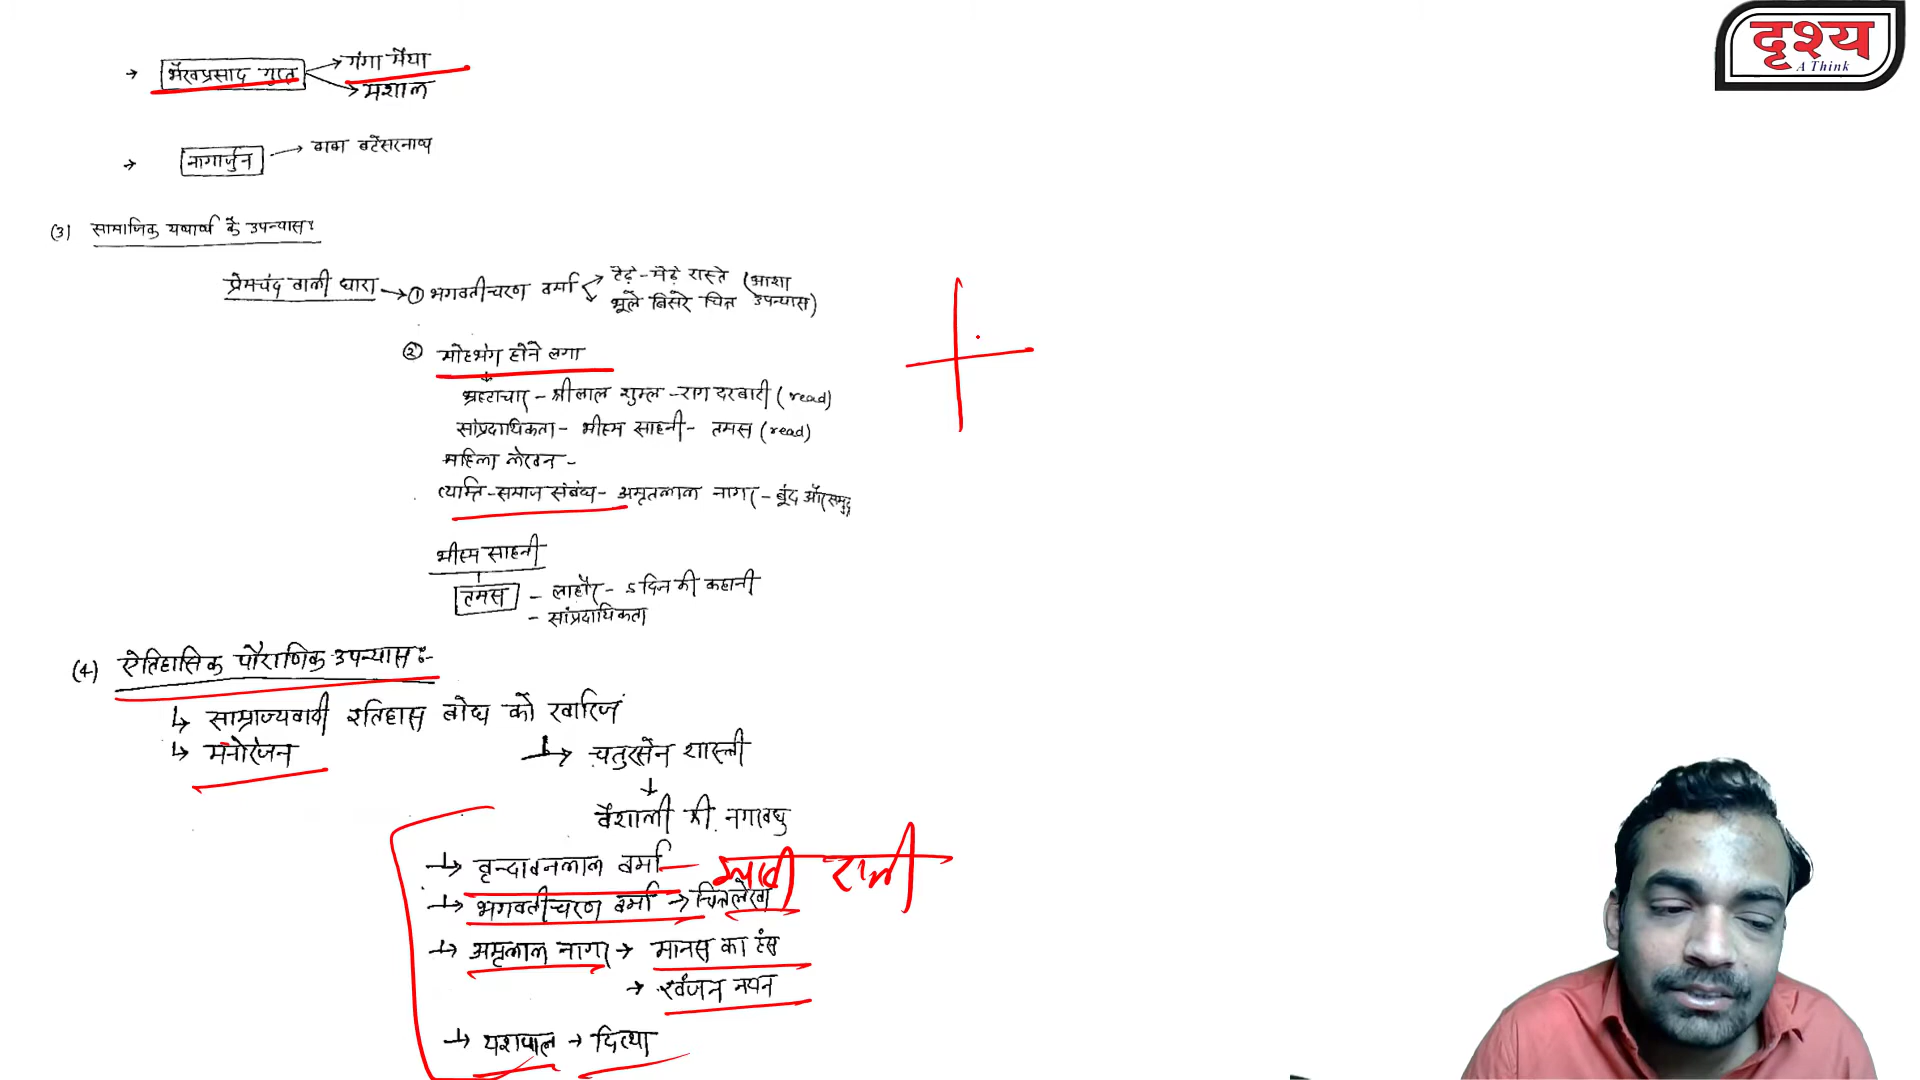 दृश्य
A Think
→ भैरवप्रसाद गुप्त → गंगा मैया
→ मशाल
→ नागार्जुन → बाबा बटेसरनाथ
(3) सामाजिक यथार्थ के उपन्यास:
प्रेमचंद वाली धारा → ① भगवतीचरण वर्मा टेढ़े-मेढ़े रास्ते (आशा
भूले बिसरे चित्र उपन्यास)
② मोहभंग होने लगा
भ्रष्टाचार - श्रीलाल शुक्ल - राग दरबारी (read)
सांप्रदायिकता - भीष्म साहनी - तमस (read)
महिला लेखन -
व्यक्ति-समाज संबंध - अमृतलाल नागर - बूंद और समुद्र
भीष्म साहनी
तमस - लाहौर - 5 दिन की कहानी
- सांप्रदायिकता
(4) ऐतिहासिक पौराणिक उपन्यास:-
↳ साम्राज्यवादी इतिहास बोध को खारिज
↳ मनोरंजन
→ चतुरसेन शास्त्री
↓
वैशाली की नगरवधु
→ वृन्दावनलाल वर्मा — रानी
→ भगवतीचरण वर्मा → चित्रलेखा
→ अमृलाल नागर → मानस का हंस
→ खंजन नयन
→ यशपाल → दिव्या